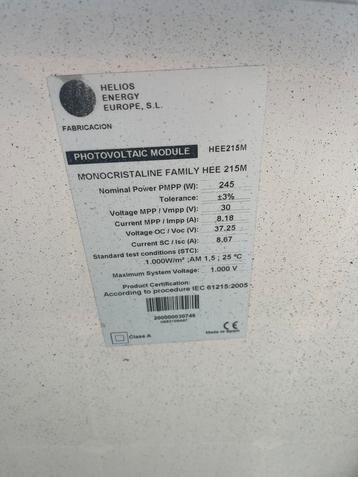 HELIOS
ENERGY
EUROPE, S.L.
FABRICACION
PHOTOVOLTAIC MODULE HEE215M
MONOCRISTALINE FAMILY HEE 215M
Nominal Power PMPP (W): 245
Tolerance: ±3%
Voltage MPP / Vmpp (V): 30
Current MPP / Impp (A): 8.18
Voltage OC / Voc (V): 37.25
Current SC / Isc (A): 8.67
Standard test conditions (STC):
1.000W/m² ;AM 1,5 ; 25 °C
Maximum System Voltage: 1.000 V
Product Certification:
According to procedure IEC 61215:2005
200000030746
Class A
CE
Made in Spain